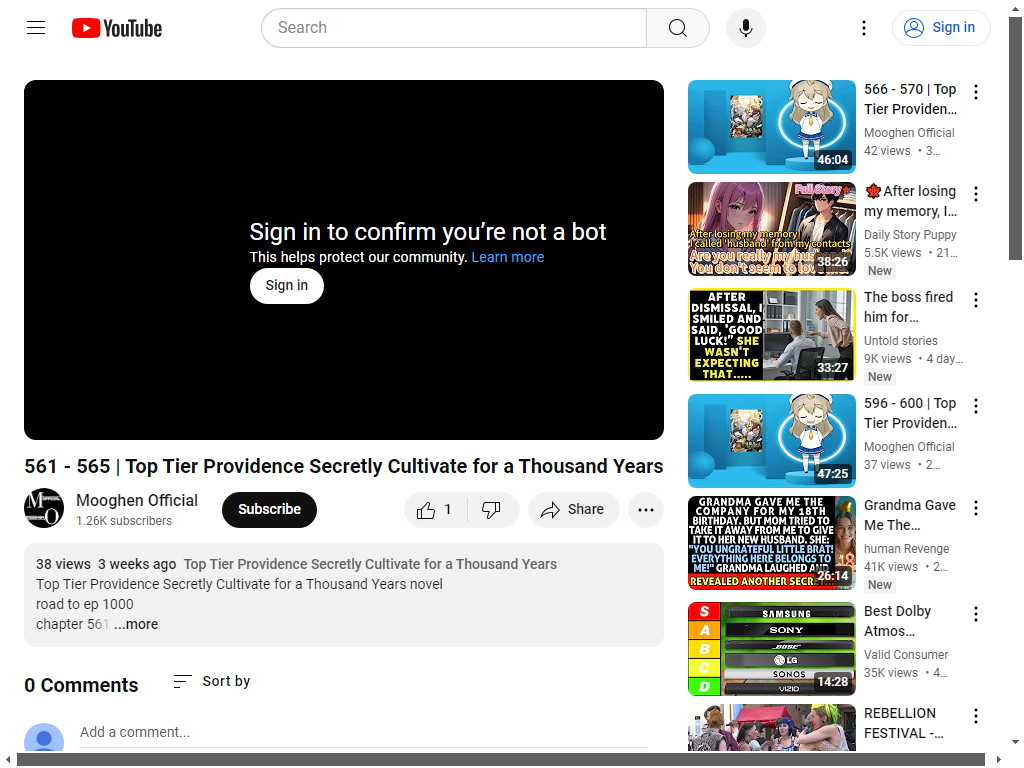 YouTube
Search
Sign in
Sign in to confirm you're not a bot
This helps protect our community. Learn more
Sign in
561 - 565 | Top Tier Providence Secretly Cultivate for a Thousand Years
Mooghen Official
1.26K subscribers
Subscribe
1
Share
38 views 3 weeks ago Top Tier Providence Secretly Cultivate for a Thousand Years
Top Tier Providence Secretly Cultivate for a Thousand Years novel
road to ep 1000
chapter 561 ...more
0 Comments
Sort by
Add a comment...
46:04
566 - 570 | Top
Tier Providen...
Mooghen Official
42 views • 3...
Full Story
After losing my memory!
I called 'husband' from my contacts
Are you really my
You don't seem to
38:26
After losing
my memory, I...
Daily Story Puppy
5.5K views • 21...
New
AFTER
DISMISSAL, I
SMILED AND
SAID, "GOOD
LUCK!" SHE
WASN'T
EXPECTING
THAT.....
33:27
The boss fired
him for...
Untold stories
9K views • 4 day...
New
47:25
596 - 600 | Top
Tier Providen...
Mooghen Official
37 views • 2...
GRANDMA GAVE ME THE
COMPANY FOR MY 18TH
BIRTHDAY. BUT MOM TRIED TO
TAKE IT AWAY FROM ME TO GIVE
IT TO HER NEW HUSBAND. SHE:
"YOU UNGRATEFUL LITTLE BRAT!
EVERYTHING HERE BELONGS TO
ME!" GRANDMA LAUGHED AND
REVEALED ANOTHER
26:14
Grandma Gave
Me The...
human Revenge
41K views • 2...
New
S
A
B
C
D
SAMSUNG
SONY
BOSE
LG
SONOS
VIZIO
14:28
Best Dolby
Atmos...
Valid Consumer
35K views • 4...
REBELLION
FESTIVAL -...